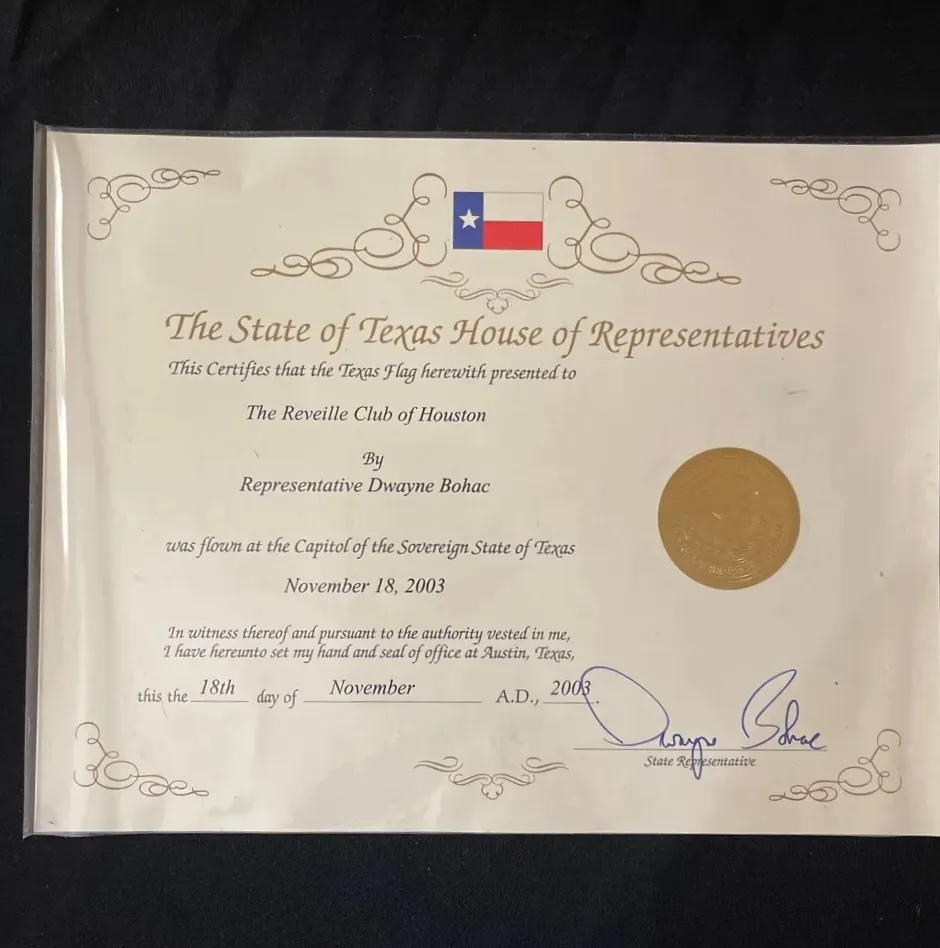 The State of Texas House of Representatives
This Certifies that the Texas Flag herewith presented to
The Reveille Club of Houston
By
Representative Dwayne Bohac
was flown at the Capitol of the Sovereign State of Texas
November 18, 2003
In witness thereof and pursuant to the authority vested in me,
I have hereunto set my hand and seal of office at Austin, Texas,
this the 18th day of November A.D., 2003.
Dwayne Bohac
State Representative